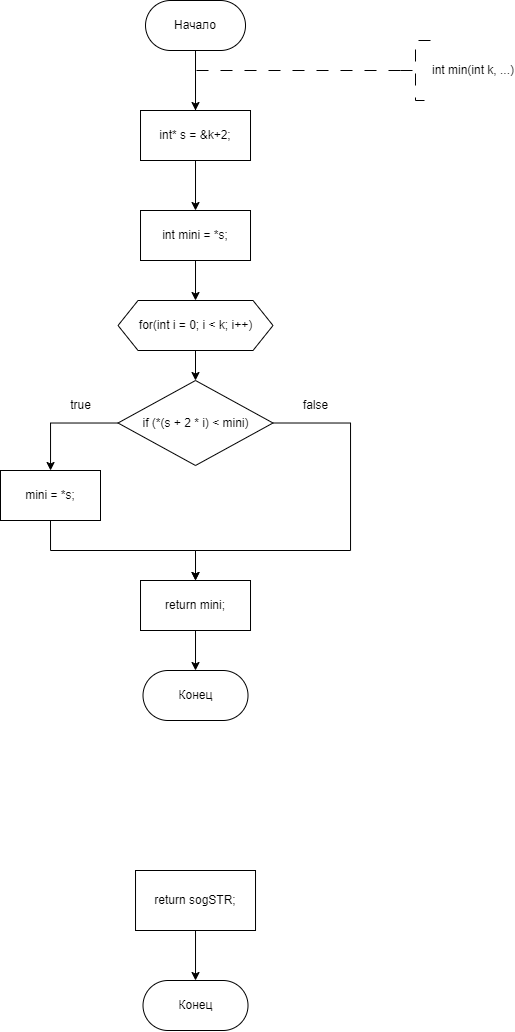 Начало
int min(int k, ...)
int* s = &k+2;
int mini = *s;
for(int i = 0; i < k; i++)
true
false
if (*(s + 2 * i) < mini)
mini = *s;
return mini;
Конец
return sogSTR;
Конец